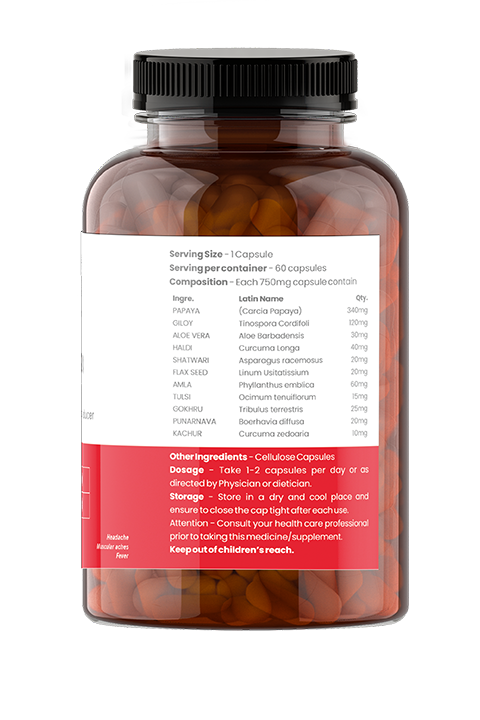 Serving Size - 1 Capsule
Serving per container - 60 capsules
Composition - Each 750mg capsule contain
Ingre. Latin Name Qty.
PAPAYA (Carcia Papaya) 340mg
GILOY Tinospora Cordifoli 120mg
ALOE VERA Aloe Barbadensis 30mg
HALDI Curcuma Longa 40mg
SHATWARI Asparagus racemosus 20mg
FLAX SEED Linum Usitatissium 20mg
AMLA Phyllanthus emblica 60mg
TULSI Ocimum tenuiflorum 15mg
GOKHRU Tribulus terrestris 25mg
PUNARNAVA Boerhavia diffusa 20mg
KACHUR Curcuma zedoaria 10mg
Other Ingredients - Cellulose Capsules
Dosage - Take 1-2 capsules per day or as
directed by Physician or dietician.
Storage - Store in a dry and cool place and
ensure to close the cap tight after each use.
Attention - Consult your health care professional
prior to taking this medicine/supplement.
Keep out of children's reach.
Headache
Muscular aches
Fever